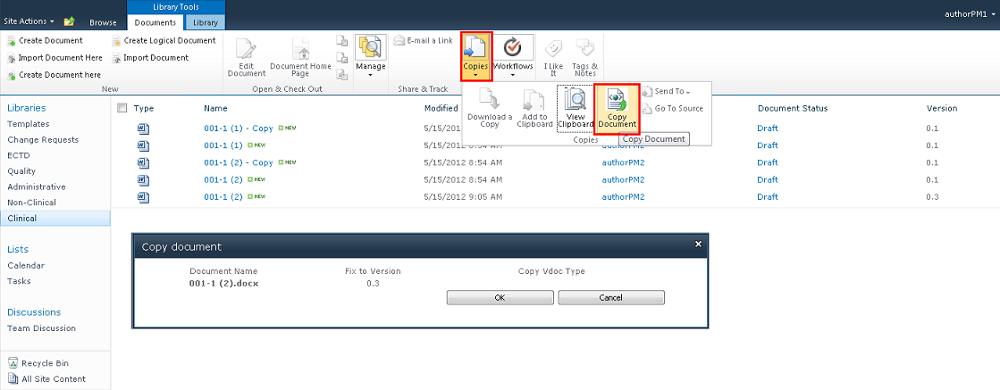 Library Tools
Site Actions Browse Documents Library authorPM1
Create Document Create Logical Document
Import Document Here Import Document
Create Document here
New
Edit Document
Document Home Page
Open & Check Out
Manage
E-mail a Link
Share & Track
Copies
Workflows
I Like It
Tags & Notes
Download a Copy
Add to Clipboard
View Clipboard
Copy Document
Send To
Go To Source
Copies
Copy Document
Libraries
Templates
Change Requests
ECTD
Quality
Administrative
Non-Clinical
Clinical
Lists
Calendar
Tasks
Discussions
Team Discussion
Recycle Bin
All Site Content
Type Name Modified Document Status Version
001-1 (1) - Copy NEW 5/15/2012 Draft 0.1
001-1 (1) NEW 5/15/2012 8:54 AM authorPM2 Draft 0.1
001-1 (2) - Copy NEW 5/15/2012 8:54 AM authorPM2 Draft 0.1
001-1 (2) NEW 5/15/2012 8:54 AM authorPM2 Draft 0.1
001-1 (2) NEW 5/15/2012 9:05 AM authorPM2 Draft 0.3
Copy document
Document Name Fix to Version Copy Vdoc Type
001-1 (2).docx 0.3
OK Cancel